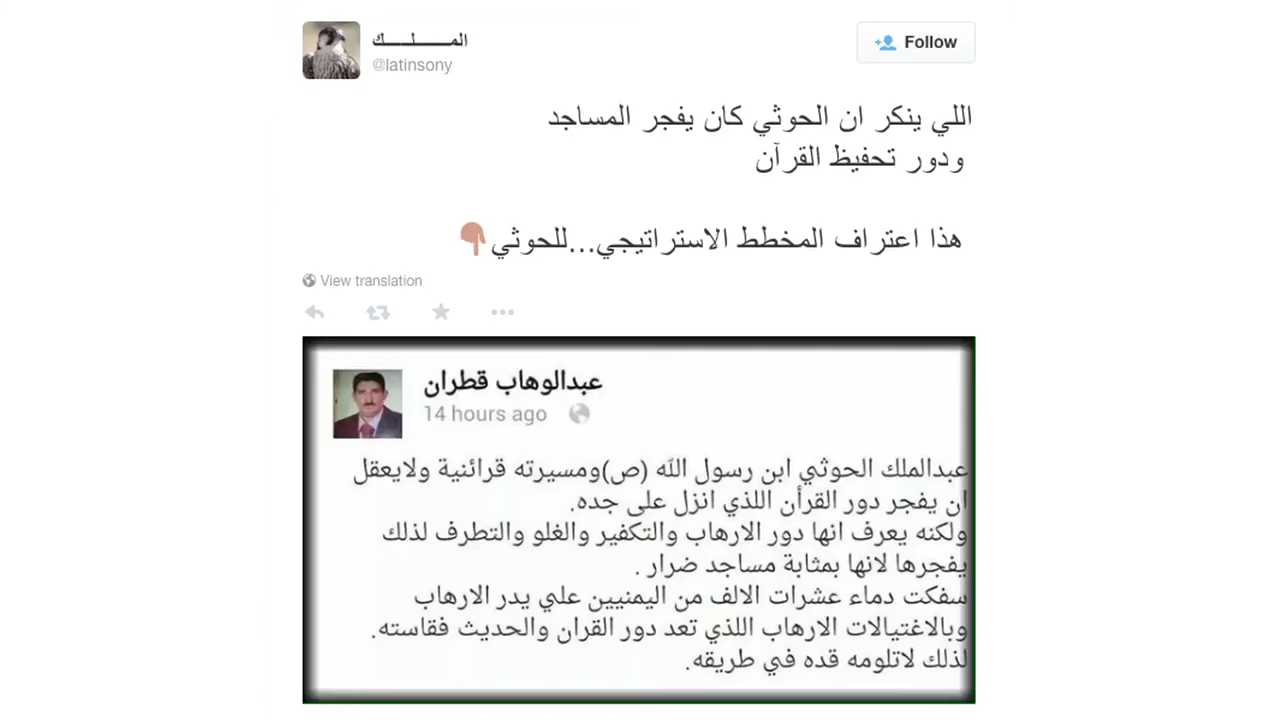 المـــــلـــــك
@latinsony
Follow
اللي ينكر ان الحوثي كان يفجر المساجد
ودور تحفيظ القرآن
هذا اعتراف المخطط الاستراتيجي...للحوثي👇🏽
View translation
عبدالوهاب قطران
14 hours ago
عبدالملك الحوثي ابن رسول الله (ص)ومسيرته قرائنية ولايعقل
ان يفجر دور القرأن اللذي انزل على جده.
ولكنه يعرف انها دور الارهاب والتكفير والغلو والتطرف لذلك
يفجرها لانها بمثابة مساجد ضرار .
سفكت دماء عشرات الالف من اليمنيين علي يدر الارهاب
وبالاغتيالات الارهاب اللذي تعد دور القران والحديث فقاسته.
لذلك لاتلومه قده في طريقه.